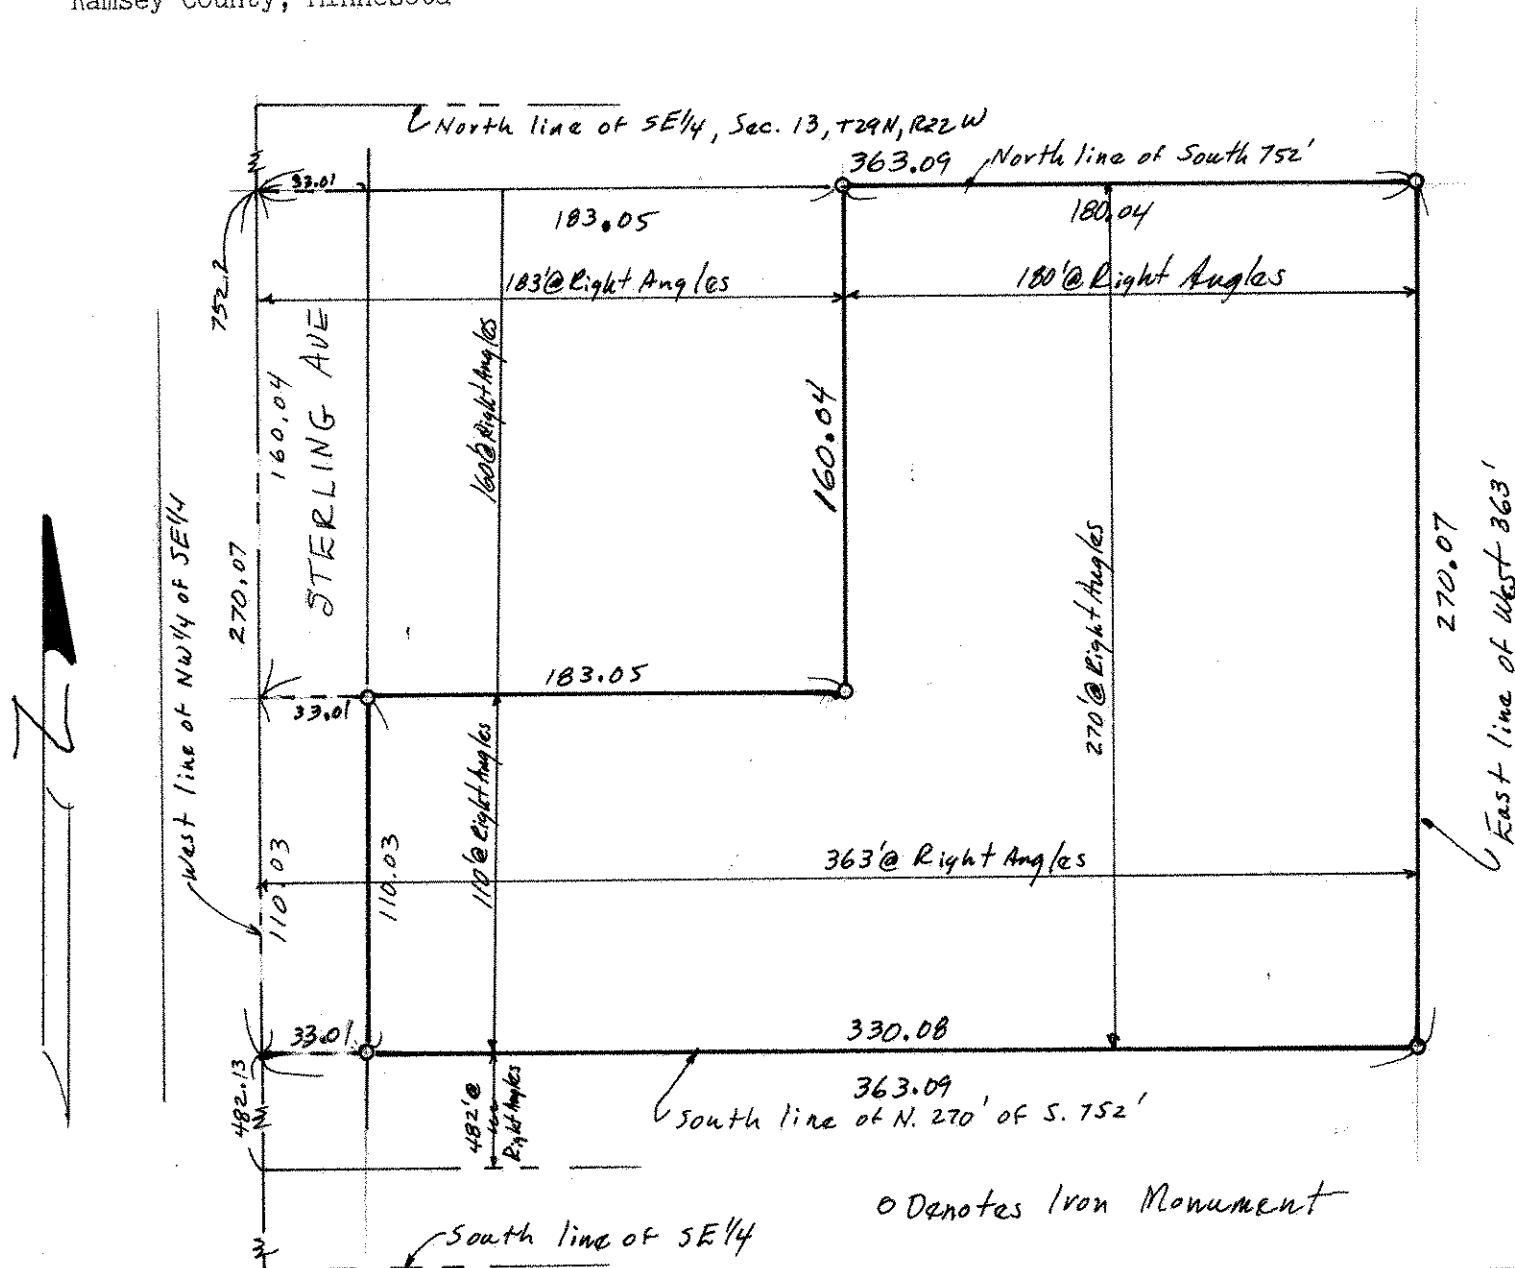 Ramsey County, Minnesota
North line of SE1/4, Sec. 13, T29N, R22W
363.09
North line of South 752'
33.01
183.05
180.04
183'@ Right Angles
180'@ Right Angles
752.2
160.04
STERLING AVE
160'@ Right Angles
160.04
270.07
West line of NW1/4 of SE1/4
270'@ Right Angles
270.07
East line of West 363'
183.05
33.01
Z
110.03
110.03
110'@ Right Angles
363'@ Right Angles
33.01
330.08
363.09
482.13
482'@
Right Angles
South line of N. 270' of S. 752'
o Denotes Iron Monument
South line of SE1/4